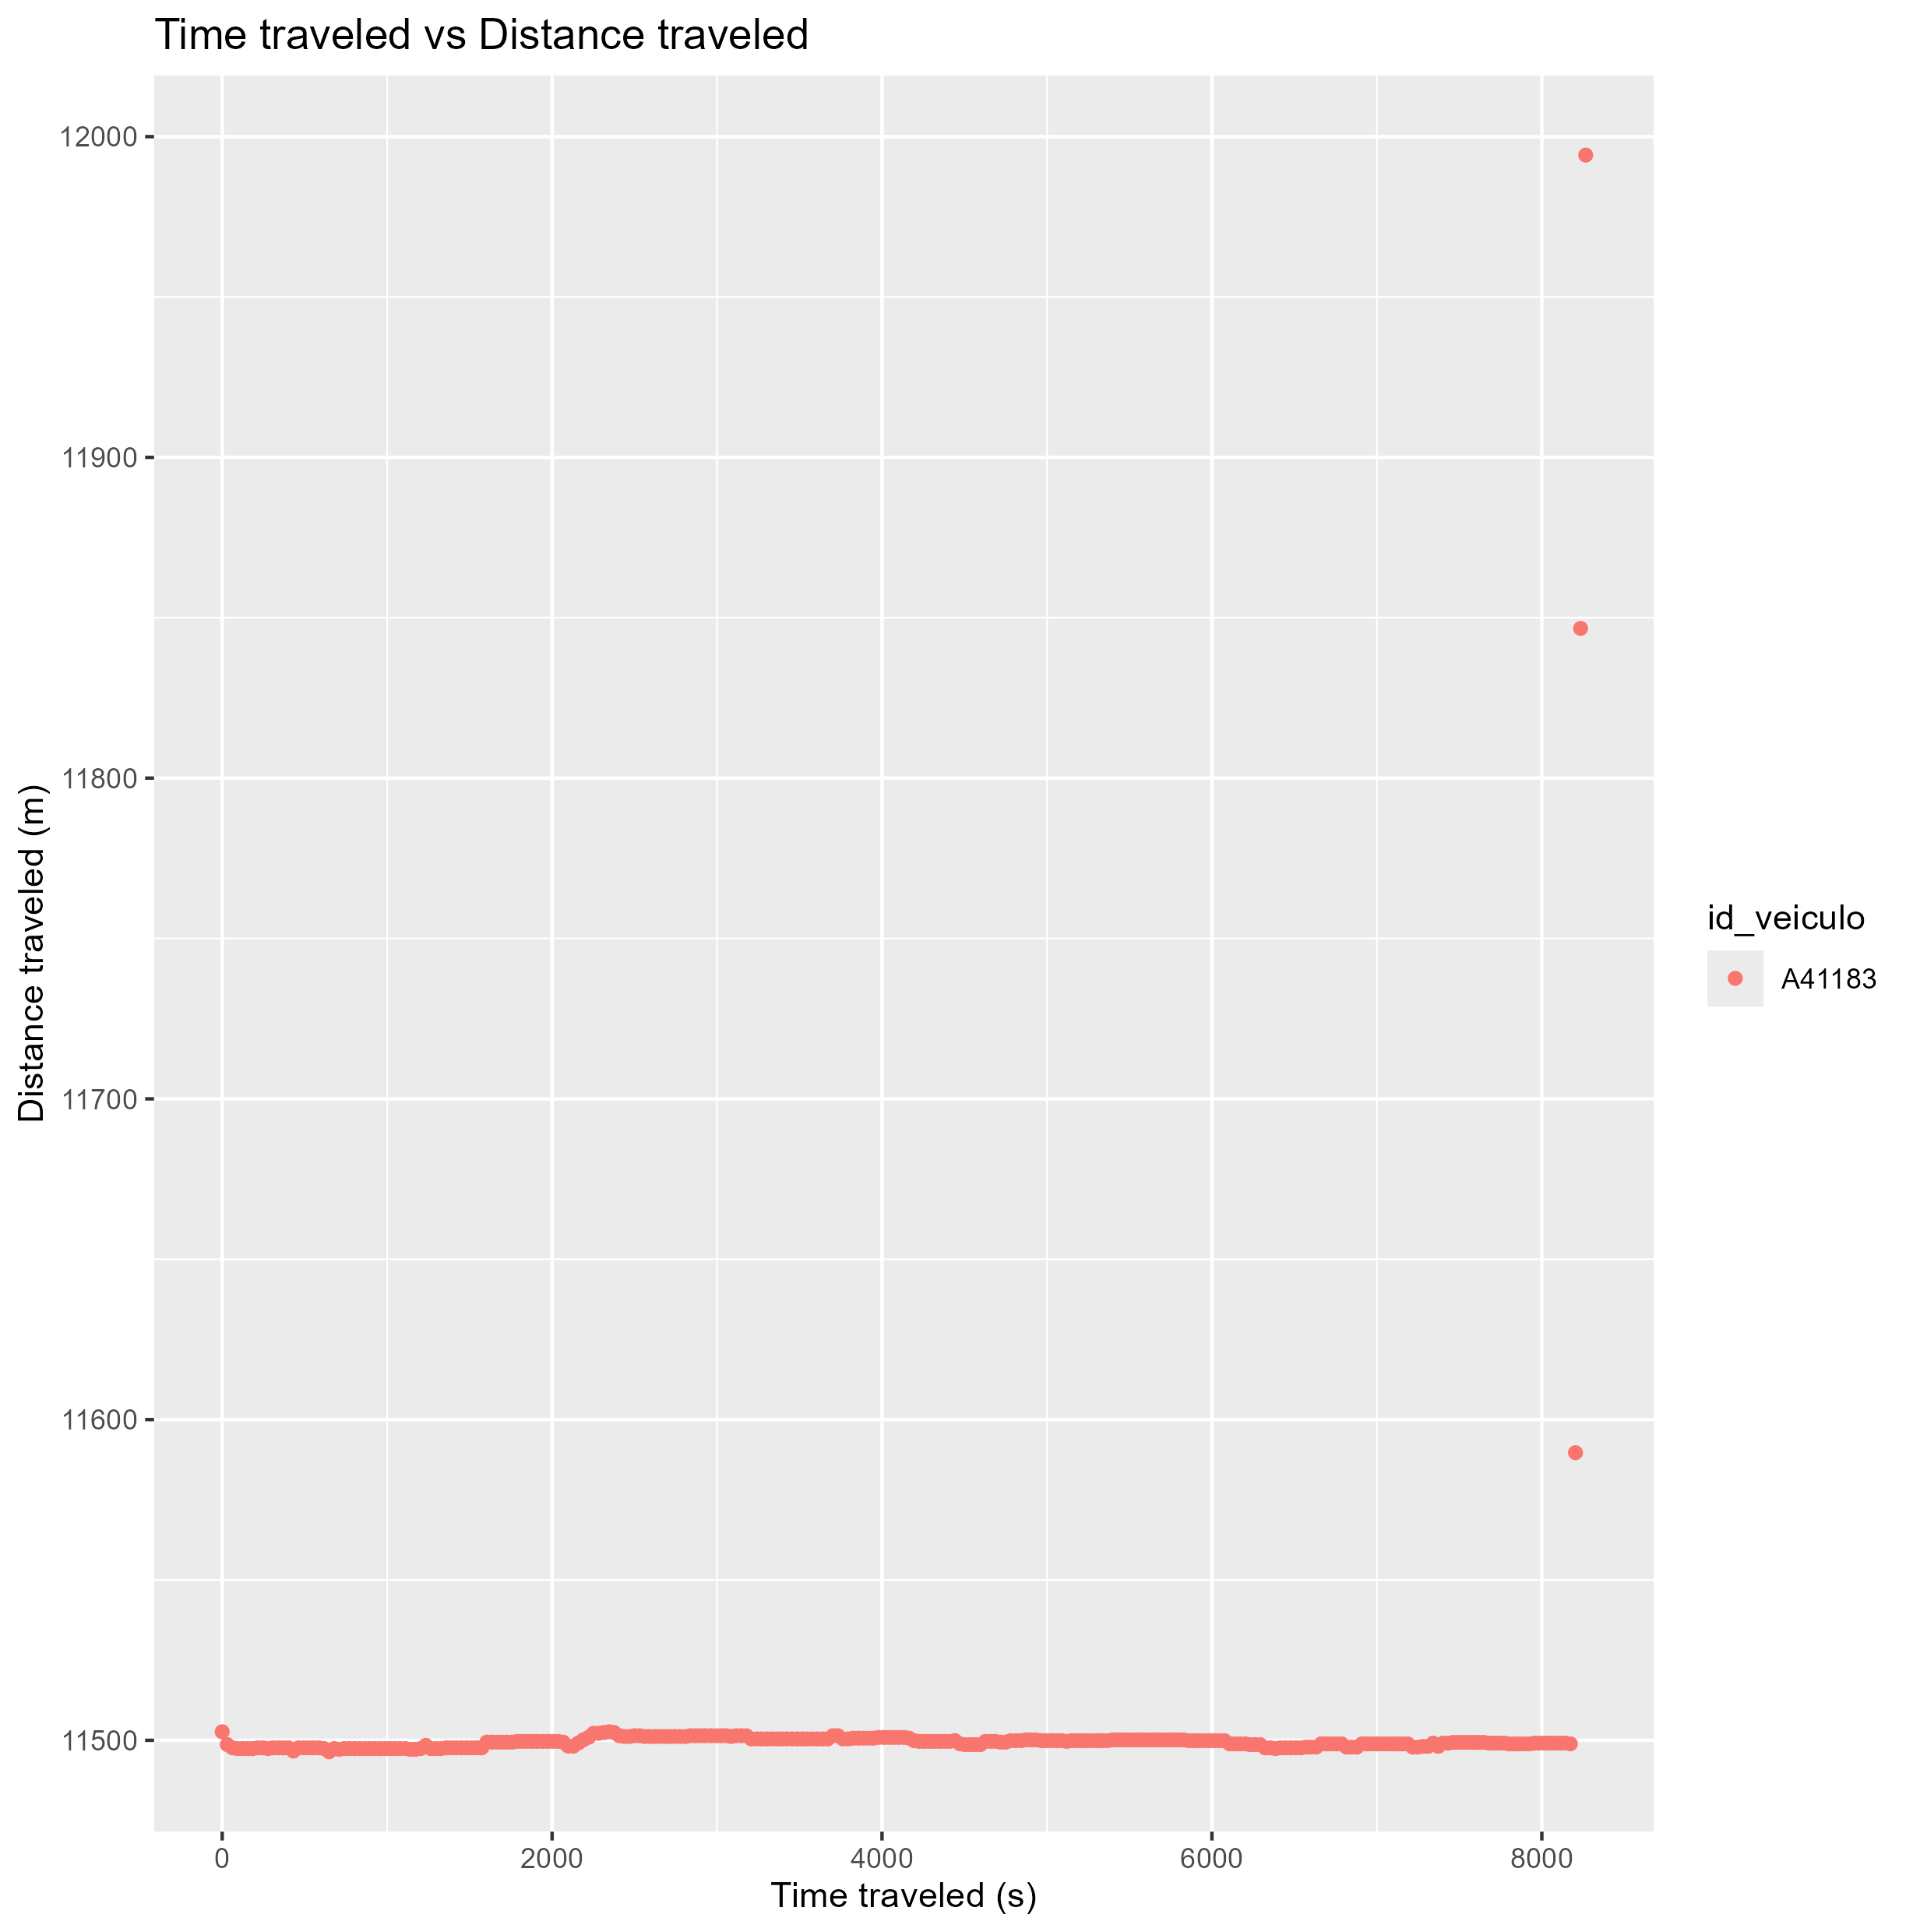 Time traveled vs Distance traveled
12000
11900
11800
11700
11600
11500
Distance traveled (m)
0 2000 4000 6000 8000
Time traveled (s)
id_veiculo
A41183